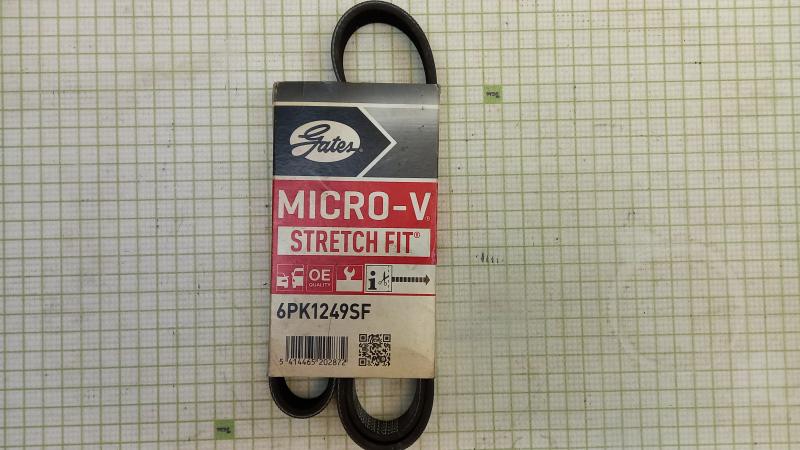 Gates
MICRO-V®
STRETCH FIT®
OE
QUALITY
i
6PK1249SF
5 414465 202872